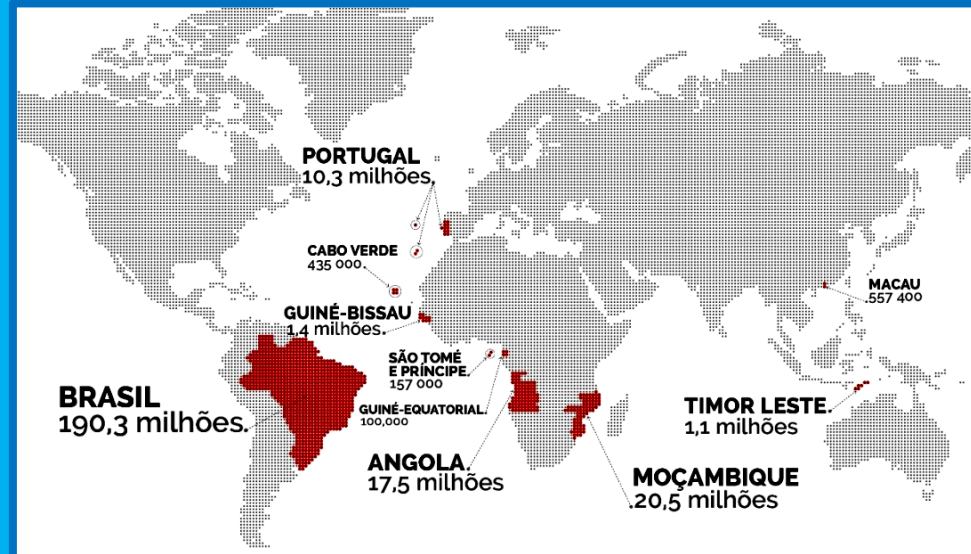 PORTUGAL
10,3 milhões.
CABO VERDE
435 000.
GUINÉ-BISSAU
1,4 milhões.
MACAU
557 400
SÃO TOMÉ
E PRÍNCIPE.
157 000
BRASIL
190,3 milhões.
GUINÉ-EQUATORIAL.
100,000
TIMOR LESTE.
1,1 milhões
ANGOLA.
17,5 milhões
MOÇAMBIQUE
.20,5 milhões